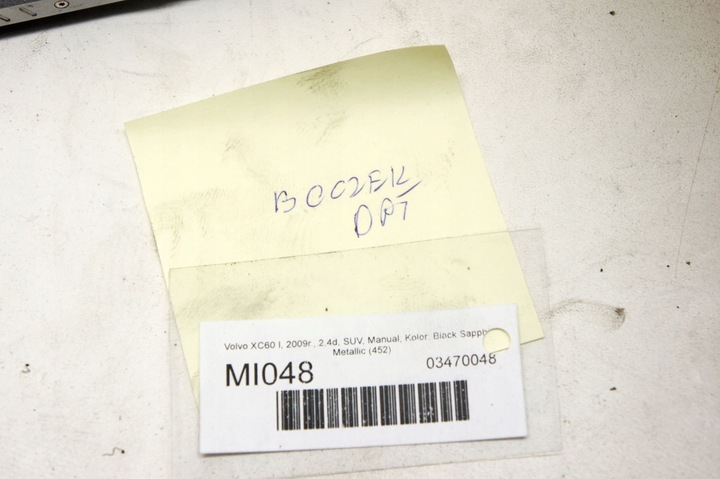 BOCZEK
DPT
Volvo XC60 I, 2009r., 2.4d, SUV, Manual, Kolor: Black Sapph
Metallic (452)
MI048
03470048